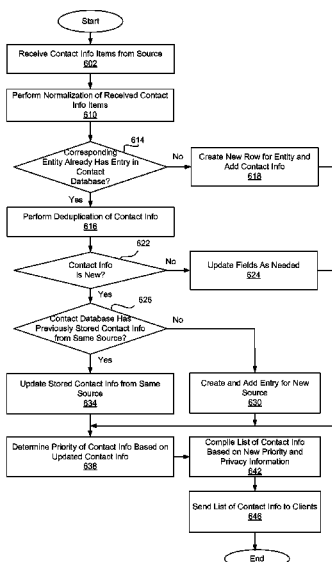 Start
Receive Contact Info Items from Source
602
Perform Normalization of Received Contact
Info Items
610
614
Corresponding
Entity Already Has Entry in
Contact
Database?
No
Create New Row for Entity and
Add Contact Info
618
Yes
Perform Deduplication of Contact Info
616
622
Contact Info
Is New?
No
Update Fields As Needed
624
Yes
626
Contact Database Has
Previously Stored Contact Info
from Same Source?
No
Yes
Update Stored Contact Info from Same
Source
634
Create and Add Entry for New
Source
630
Determine Priority of Contact Info Based on
Updated Contact Info
638
Compile List of Contact Info
Based on New Priority and
Privacy Information
642
Send List of Contact Info to Clients
646
End